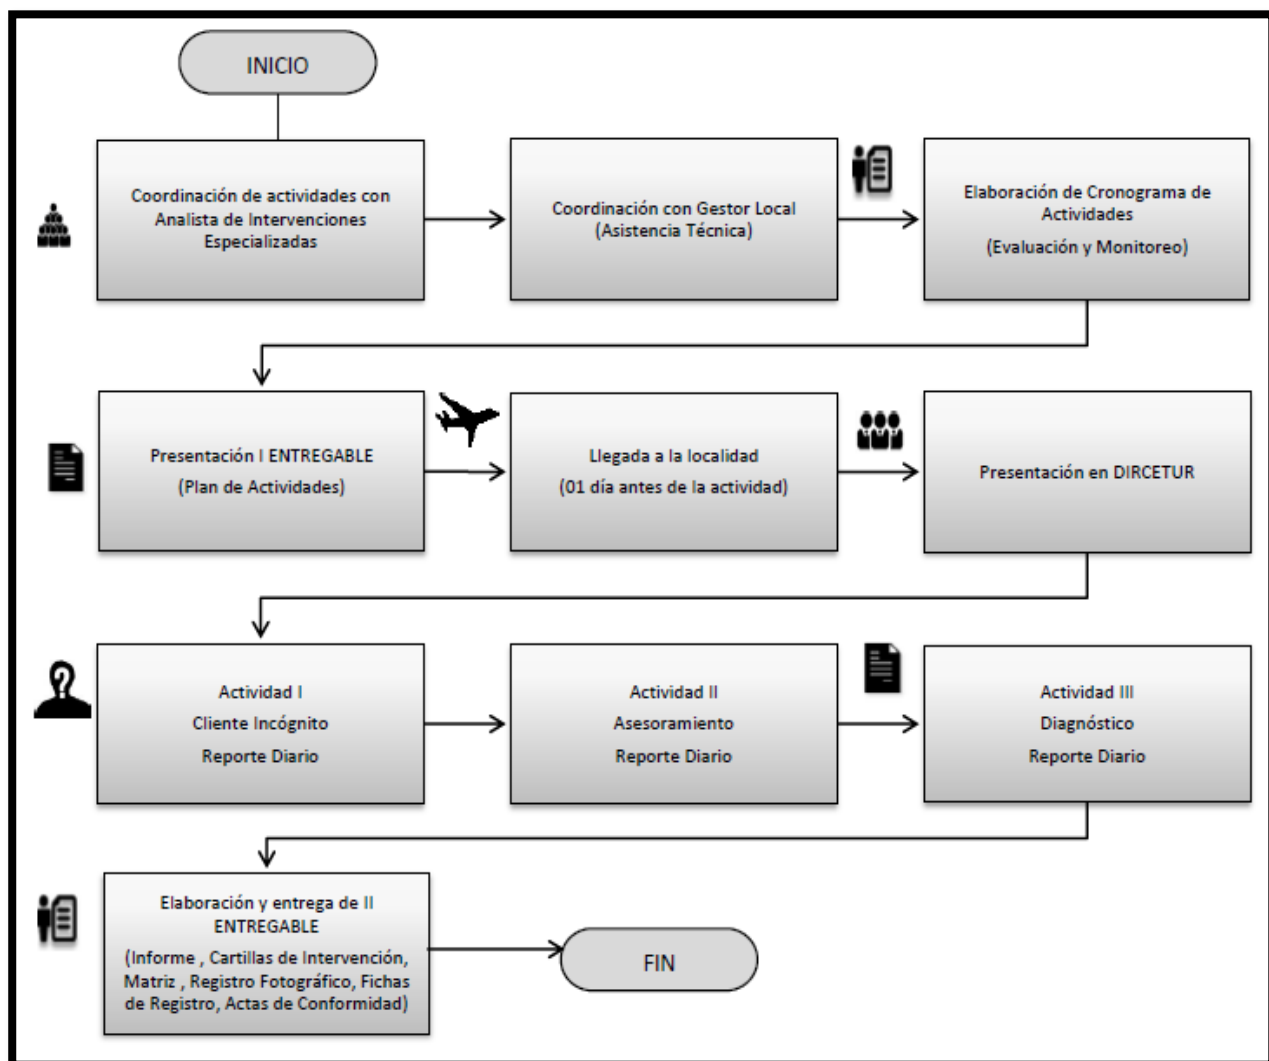 INICIO
Coordinación de actividades con
Analista de Intervenciones
Especializadas
Coordinación con Gestor Local
(Asistencia Técnica)
Elaboración de Cronograma de
Actividades
(Evaluación y Monitoreo)
Presentación I ENTREGABLE
(Plan de Actividades)
Llegada a la localidad
(01 día antes de la actividad)
Presentación en DIRCETUR
Actividad I
Cliente Incógnito
Reporte Diario
Actividad II
Asesoramiento
Reporte Diario
Actividad III
Diagnóstico
Reporte Diario
Elaboración y entrega de II
ENTREGABLE
(Informe , Cartillas de Intervención,
Matriz , Registro Fotográfico, Fichas
de Registro, Actas de Conformidad)
FIN